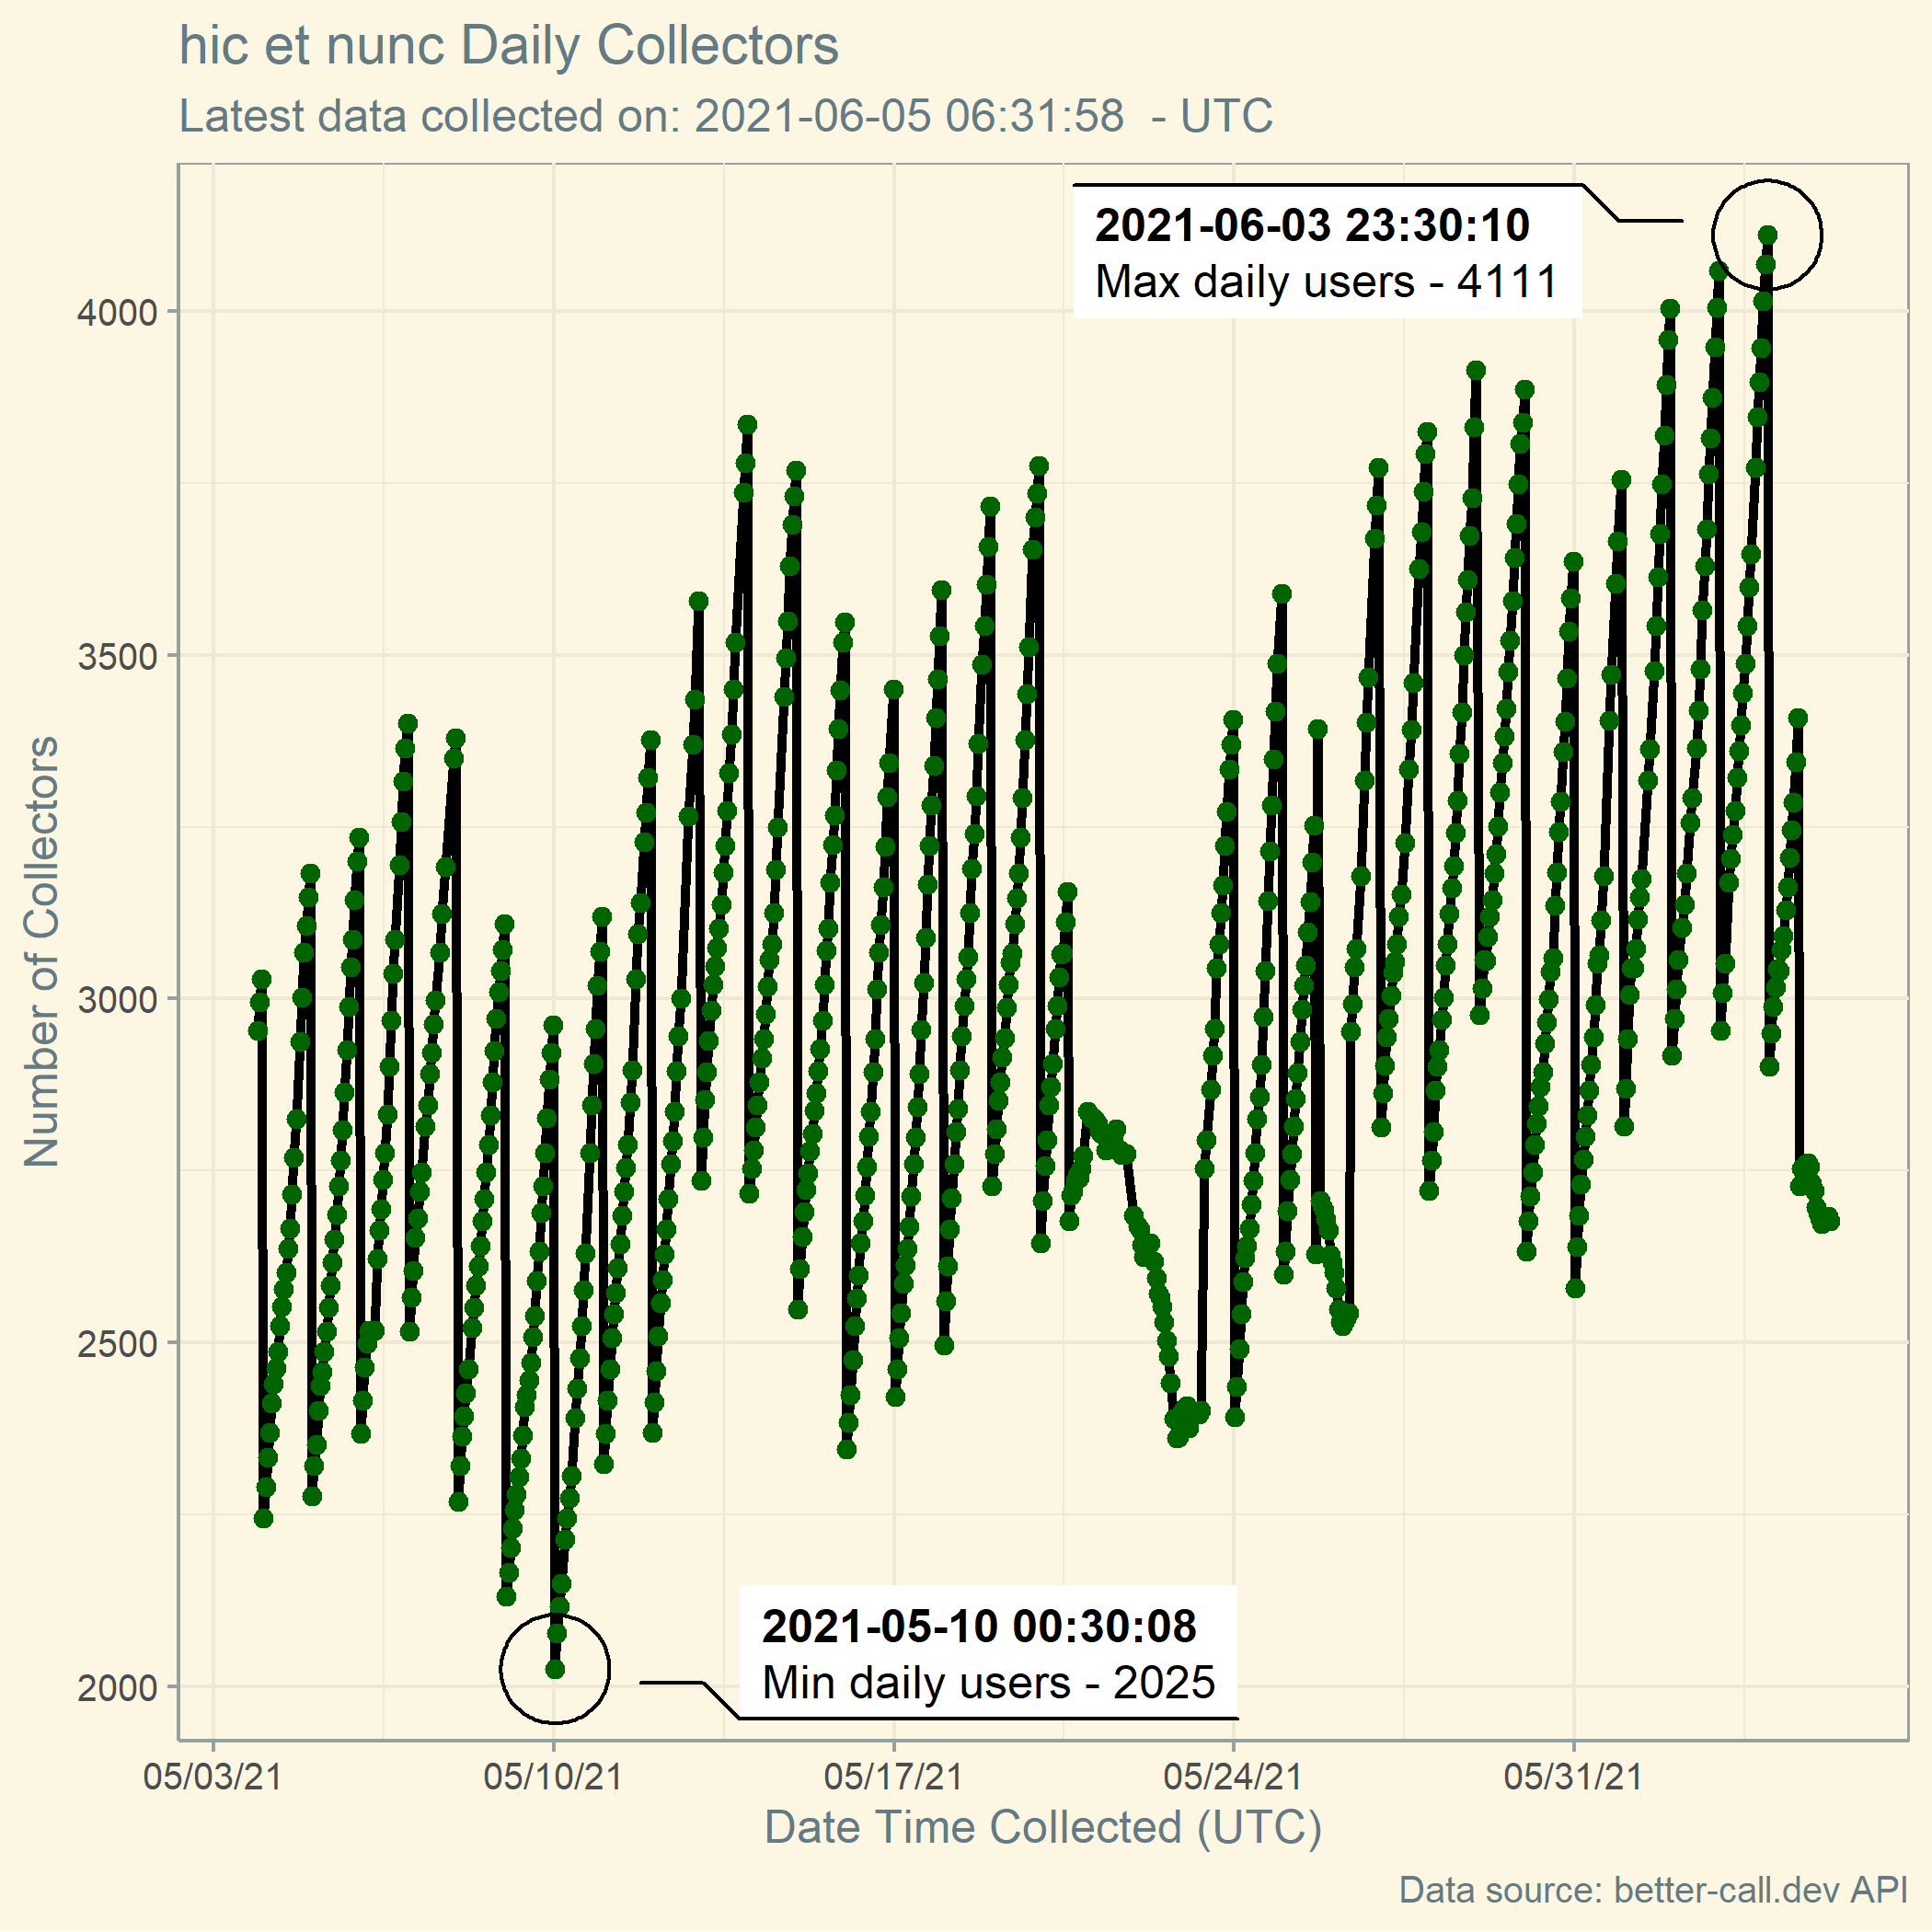 hic et nunc Daily Collectors
Latest data collected on: 2021-06-05 06:31:58  - UTC
2021-06-03 23:30:10
Max daily users - 4111
4000
3500
3000
2500
2000
Number of Collectors
2021-05-10 00:30:08
Min daily users - 2025
05/03/21
05/10/21
05/17/21
05/24/21
05/31/21
Date Time Collected (UTC)
Data source: better-call.dev API